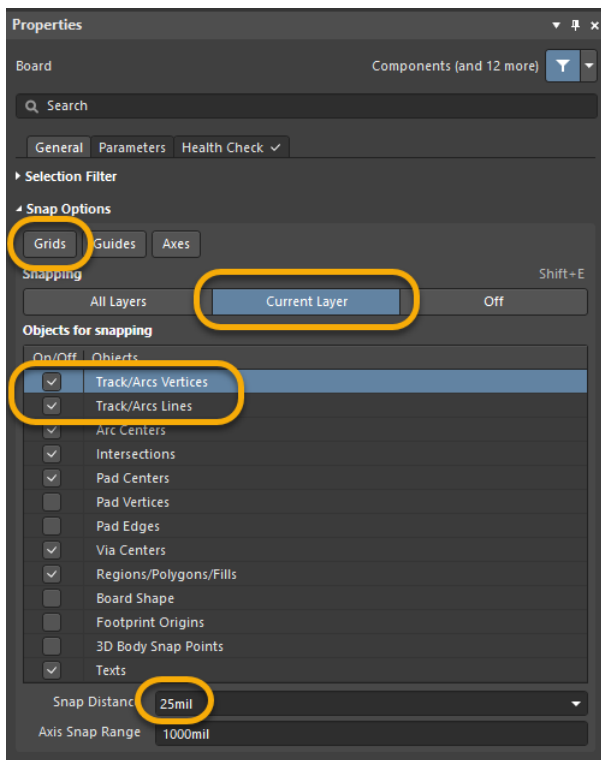 Properties
Board Components (and 12 more)
Search
General Parameters Health Check
Selection Filter
Snap Options
Grids Guides Axes
Snapping Shift+E
All Layers Current Layer Off
Objects for snapping
On/Off Objects
Track/Arcs Vertices
Track/Arcs Lines
Arc Centers
Intersections
Pad Centers
Pad Vertices
Pad Edges
Via Centers
Regions/Polygons/Fills
Board Shape
Footprint Origins
3D Body Snap Points
Texts
Snap Distance 25mil
Axis Snap Range 1000mil